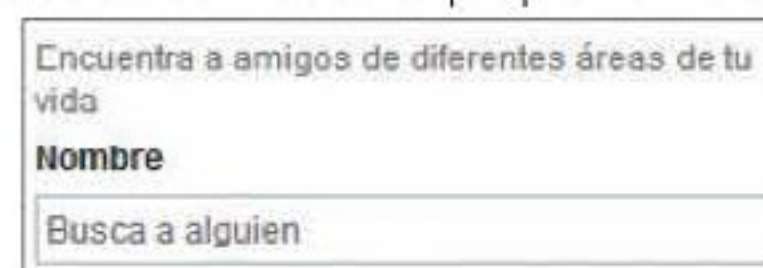 Encuentra a amigos de diferentes áreas de tu
vida
Nombre
Busca a alguien